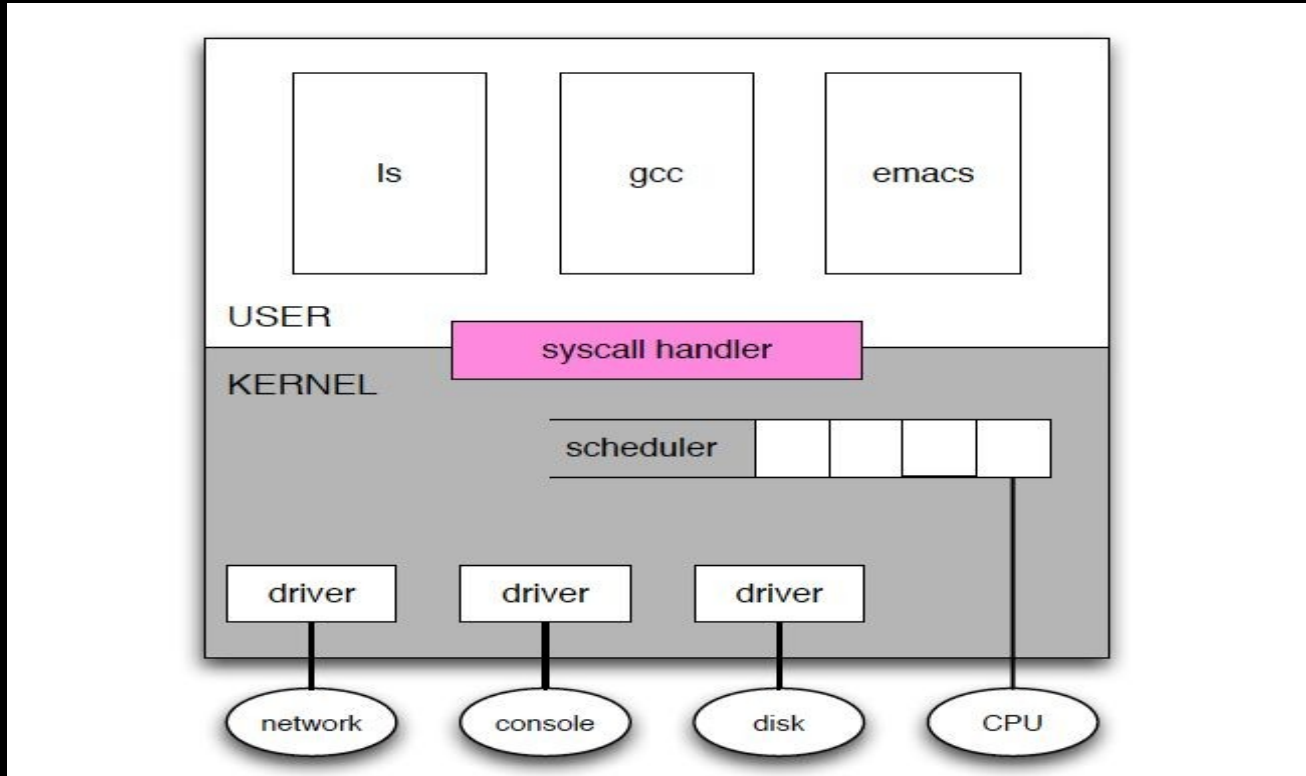 ls
gcc
emacs
USER
syscall handler
KERNEL
scheduler
driver
driver
driver
network
console
disk
CPU